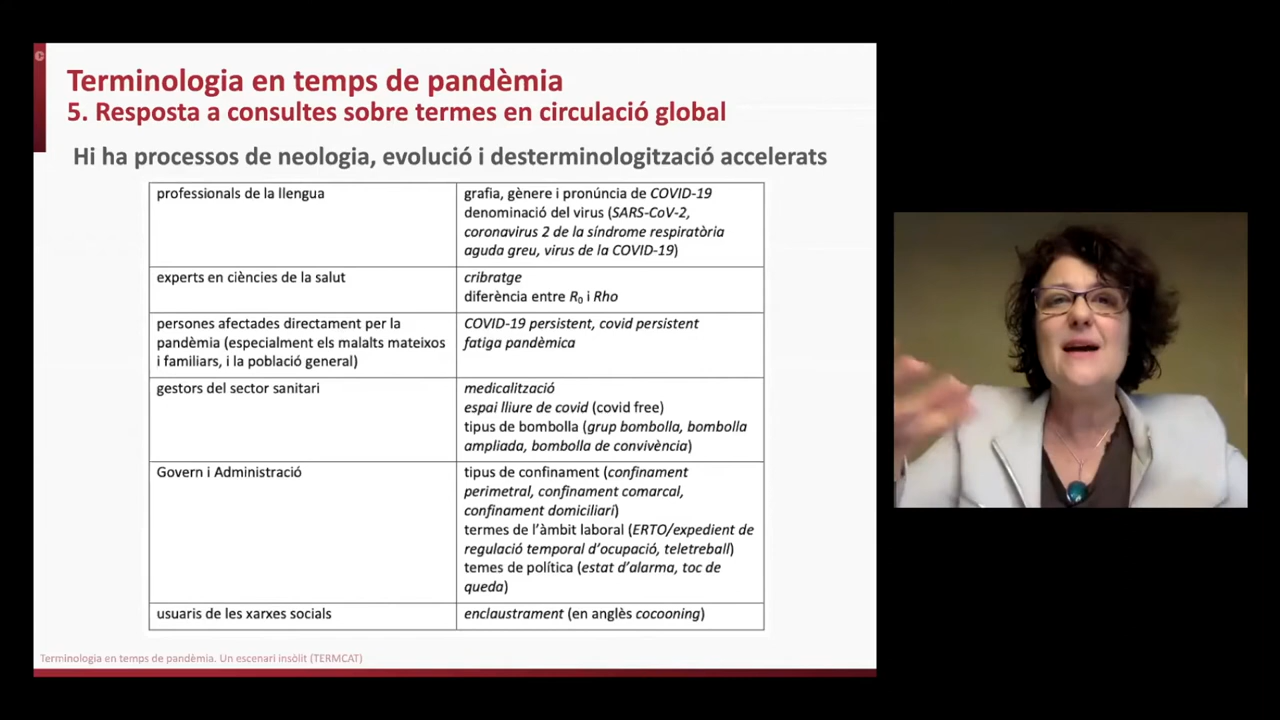 C
Terminologia en temps de pandèmia
5. Resposta a consultes sobre termes en circulació global
Hi ha processos de neologia, evolució i desterminologització accelerats
professionals de la llengua
grafia, gènere i pronúncia de COVID-19
denominació del virus (SARS-CoV-2,
coronavirus 2 de la síndrome respiratòria
aguda greu, virus de la COVID-19)
experts en ciències de la salut
cribratge
diferència entre R₀ i Rho
persones afectades directament per la
pandèmia (especialment els malalts mateixos
i familiars, i la població general)
COVID-19 persistent, covid persistent
fatiga pandèmica
gestors del sector sanitari
medicalització
espai lliure de covid (covid free)
tipus de bombolla (grup bombolla, bombolla
ampliada, bombolla de convivència)
Govern i Administració
tipus de confinament (confinament
perimetral, confinament comarcal,
confinament domiciliari)
termes de l'àmbit laboral (ERTO/expedient de
regulació temporal d'ocupació, teletreball)
temes de política (estat d'alarma, toc de
queda)
usuaris de les xarxes socials
enclaustrament (en anglès cocooning)
Terminologia en temps de pandèmia. Un escenari insòlit (TERMCAT)